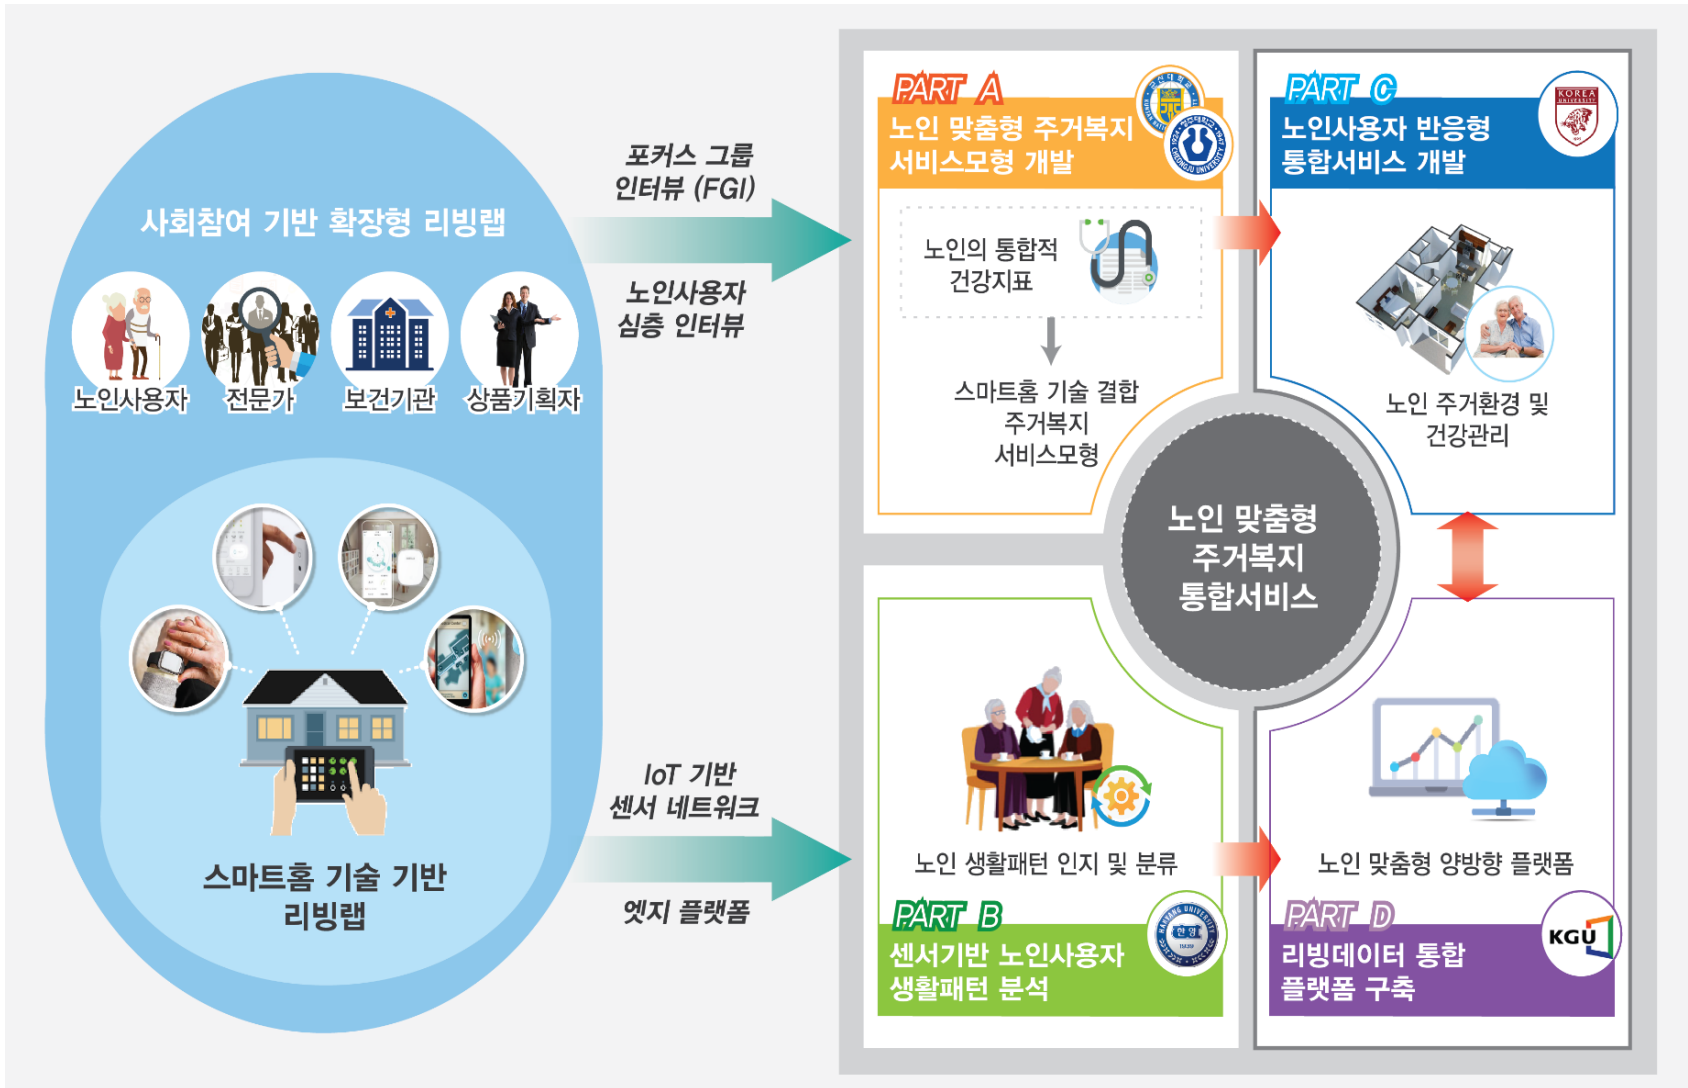 사회참여 기반 확장형 리빙랩
노인사용자
전문가
보건기관
상품기획자
스마트홈 기술 기반
리빙랩
포커스 그룹
인터뷰 (FGI)
노인사용자
심층 인터뷰
IoT 기반
센서 네트워크
엣지 플랫폼
PART A
노인 맞춤형 주거복지
서비스모형 개발
CHEONGJU UNIVERSITY
노인의 통합적
건강지표
스마트홈 기술 결합
주거복지
서비스모형
PART C
노인사용자 반응형
통합서비스 개발
KOREA
UNIVERSITY
노인 주거환경 및
건강관리
노인 맞춤형
주거복지
통합서비스
노인 생활패턴 인지 및 분류
PART B
센서기반 노인사용자
생활패턴 분석
HANYANG UNIVERSITY
한양
1939
노인 맞춤형 양방향 플랫폼
PART D
리빙데이터 통합
플랫폼 구축
KGU